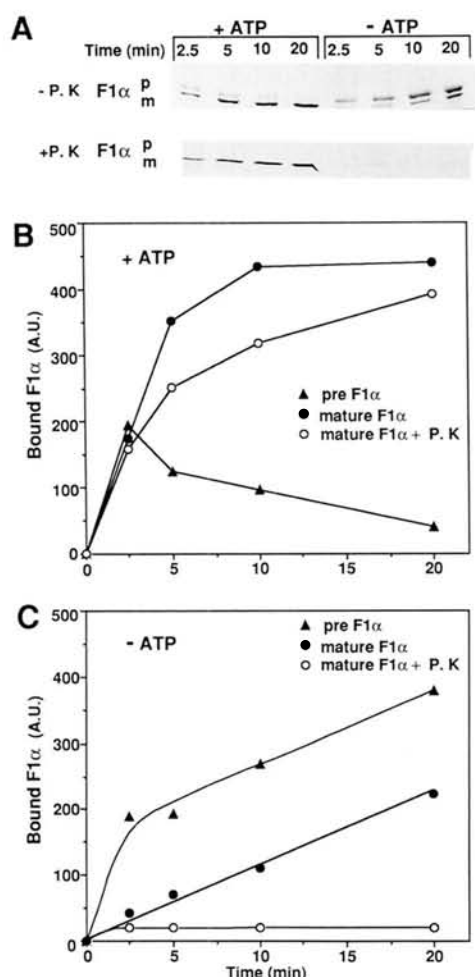 A
+ ATP - ATP
Time (min) 2.5 5 10 20 2.5 5 10 20
- P. K F1α p
m
+P. K F1α p
m
B
+ ATP
500
400
300
200
100
0
Bound F1α (A.U.)
▲ pre F1α
● mature F1α
○ mature F1α + P. K
0 5 10 15 20
C
- ATP
500
400
300
200
100
0
Bound F1α (A.U.)
▲ pre F1α
● mature F1α
○ mature F1α + P. K
0 5 10 15 20
Time (min)